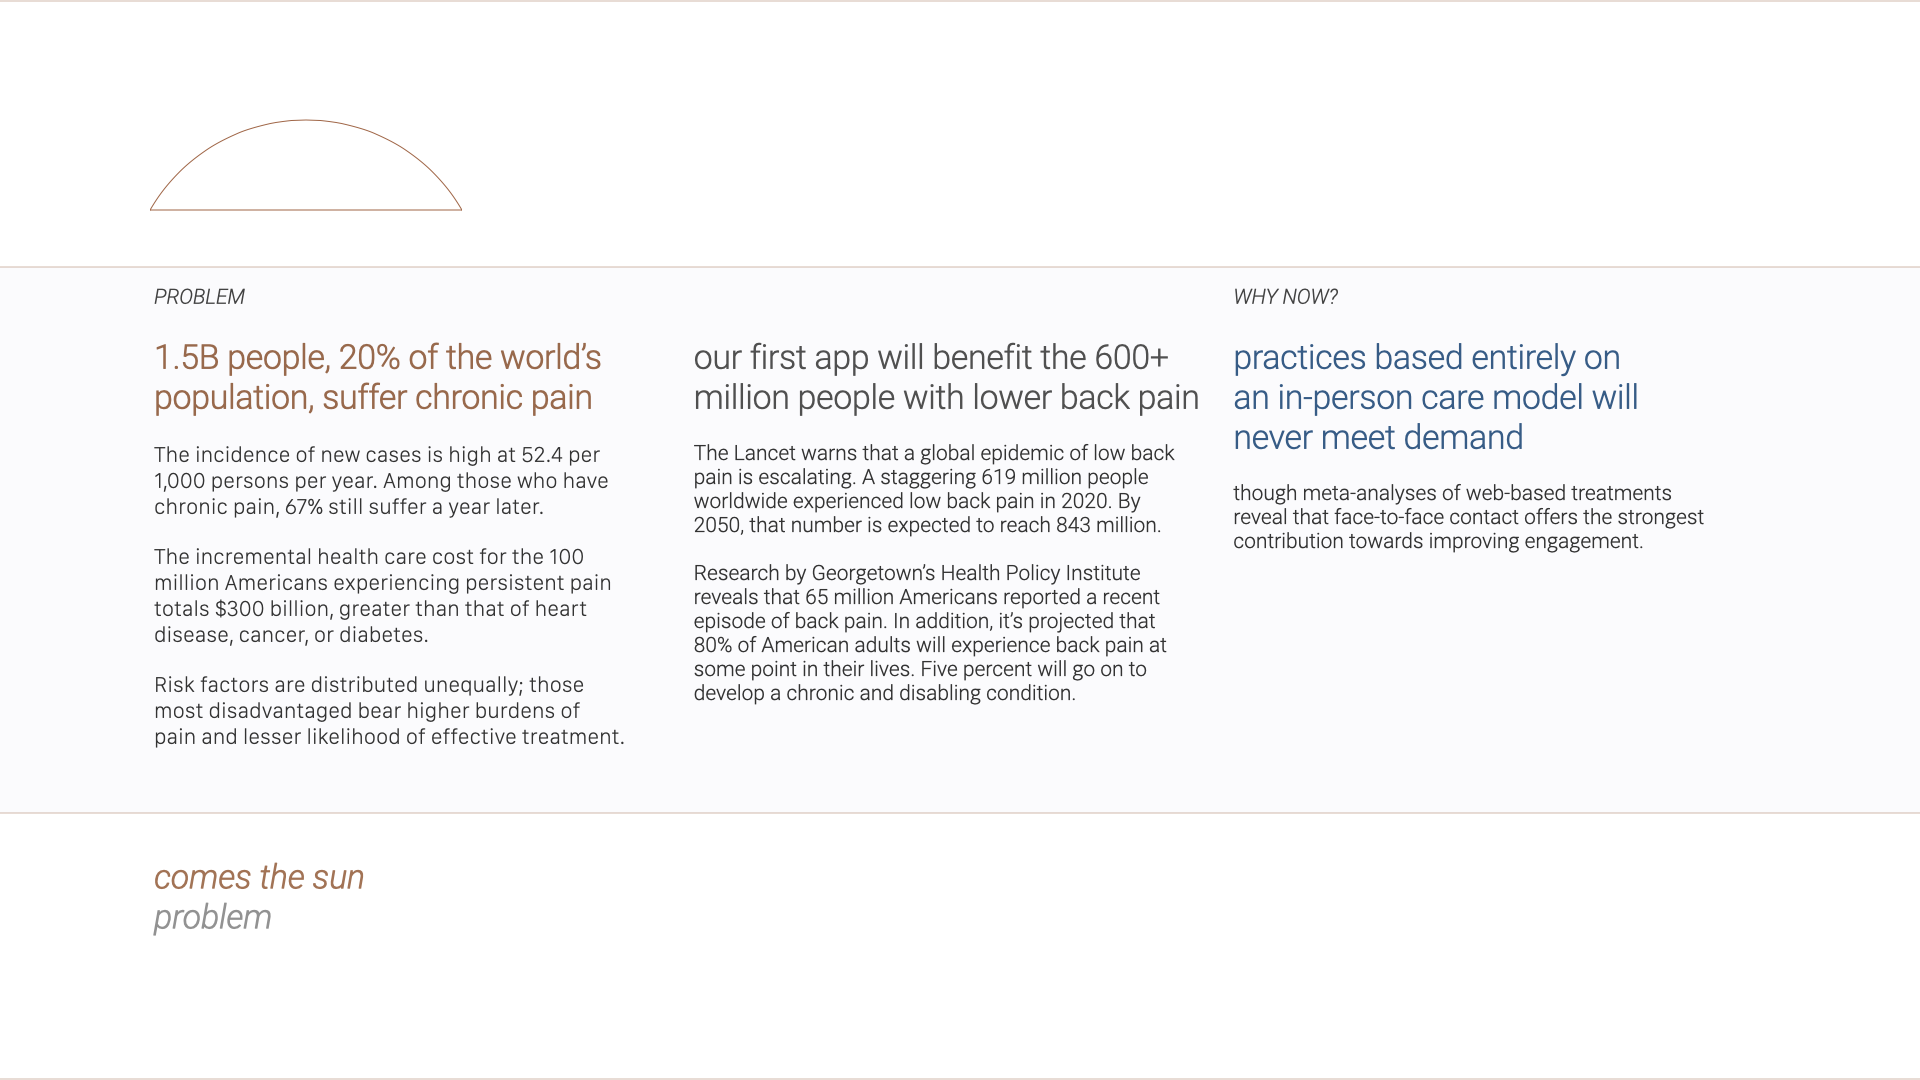 PROBLEM
1.5B people, 20% of the world’s
population, suffer chronic pain
The incidence of new cases is high at 52.4 per
1,000 persons per year. Among those who have
chronic pain, 67% still suffer a year later.
The incremental health care cost for the 100
million Americans experiencing persistent pain
totals $300 billion, greater than that of heart
disease, cancer, or diabetes.
Risk factors are distributed unequally; those
most disadvantaged bear higher burdens of
pain and lesser likelihood of effective treatment.
our first app will benefit the 600+
million people with lower back pain
The Lancet warns that a global epidemic of low back
pain is escalating. A staggering 619 million people
worldwide experienced low back pain in 2020. By
2050, that number is expected to reach 843 million.
Research by Georgetown’s Health Policy Institute
reveals that 65 million Americans reported a recent
episode of back pain. In addition, it’s projected that
80% of American adults will experience back pain at
some point in their lives. Five percent will go on to
develop a chronic and disabling condition.
WHY NOW?
practices based entirely on
an in-person care model will
never meet demand
though meta-analyses of web-based treatments
reveal that face-to-face contact offers the strongest
contribution towards improving engagement.
comes the sun
problem